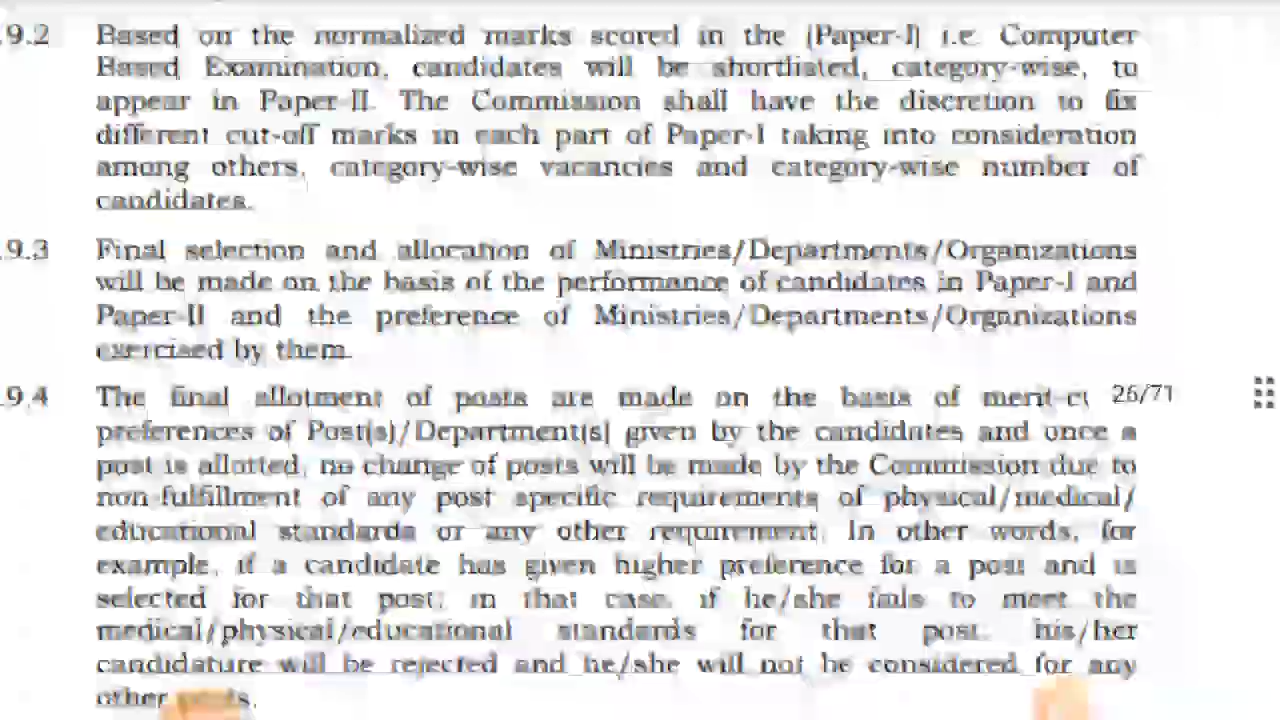 .9.2 Based on the normalized marks scored in the (Paper-I) i.e. Computer
Based Examination, candidates will be shortlisted, category-wise, to
appear in Paper-II. The Commission shall have the discretion to fix
different cut-off marks in each part of Paper-I taking into consideration
among others, category-wise vacancies and category-wise number of
candidates.
.9.3 Final selection and allocation of Ministries/Departments/Organizations
will be made on the basis of the performance of candidates in Paper-I and
Paper-II and the preference of Ministries/Departments/Organizations
exercised by them.
.9.4 The final allotment of posts are made on the basis of merit-c 26/71
preferences of Post(s)/Department(s) given by the candidates and once a
post is allotted, no change of posts will be made by the Commission due to
non-fulfillment of any post specific requirements of physical/medical/
educational standards or any other requirement. In other words, for
example, if a candidate has given higher preference for a post and is
selected for that post; in that case, if he/she fails to meet the
medical/physical/educational standards for that post, his/her
candidature will be rejected and he/she will not be considered for any
other posts.